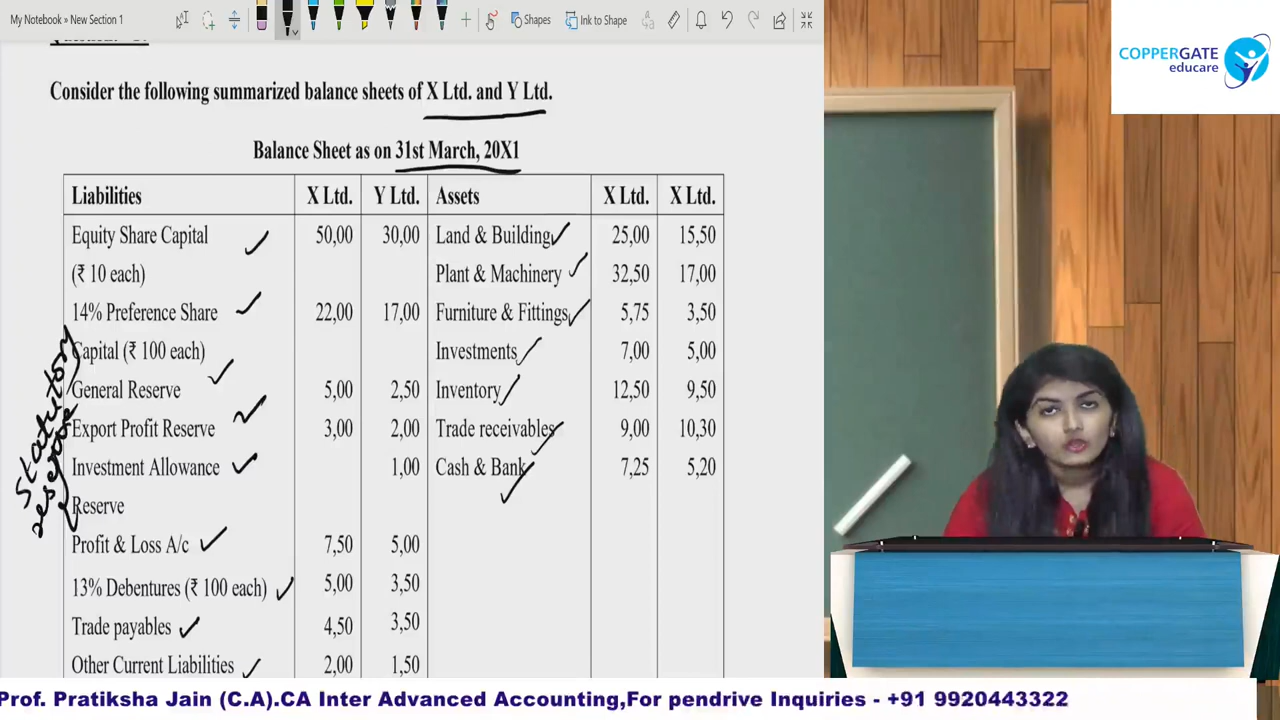 My Notebook » New Section 1
Shapes
Ink to Shape
COPPERGATE
educare
Consider the following summarized balance sheets of X Ltd. and Y Ltd.
Balance Sheet as on 31st March, 20X1
Liabilities X Ltd. Y Ltd. Assets X Ltd. X Ltd.
Equity Share Capital 50,00 30,00 Land & Building 25,00 15,50
(₹ 10 each) Plant & Machinery 32,50 17,00
14% Preference Share 22,00 17,00 Furniture & Fittings 5,75 3,50
Capital (₹ 100 each) Investments 7,00 5,00
General Reserve 5,00 2,50 Inventory 12,50 9,50
Export Profit Reserve 3,00 2,00 Trade receivables 9,00 10,30
Investment Allowance 1,00 Cash & Bank 7,25 5,20
Reserve
Statutory
reserve
Profit & Loss A/c 7,50 5,00
13% Debentures (₹ 100 each) 5,00 3,50
Trade payables 4,50 3,50
Other Current Liabilities 2,00 1,50
Prof. Pratiksha Jain (C.A).CA Inter Advanced Accounting,For pendrive Inquiries - +91 9920443322